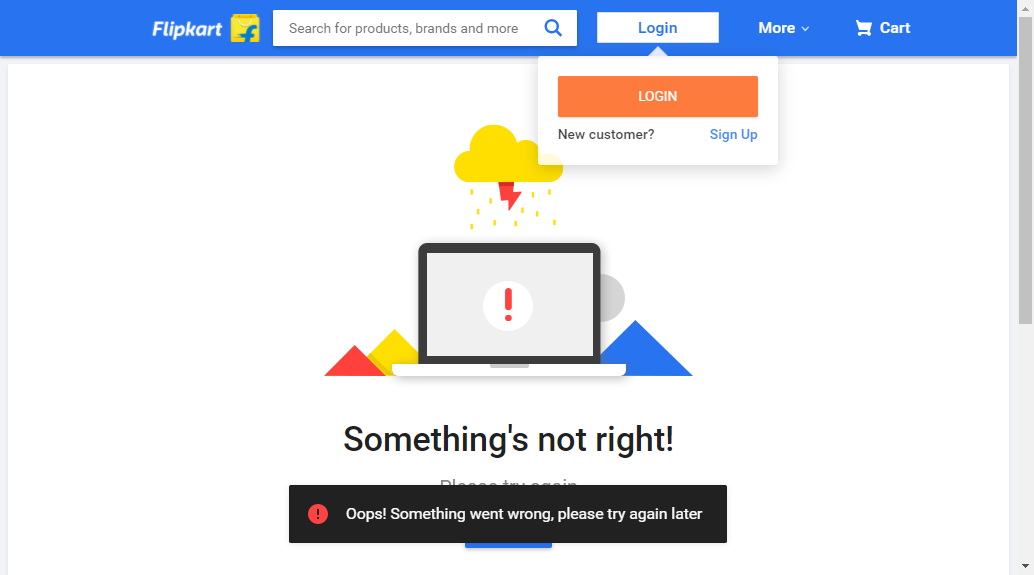 Flipkart
Search for products, brands and more
Login
More
Cart
LOGIN
New customer? Sign Up
Something's not right!
Please try again
Oops! Something went wrong, please try again later